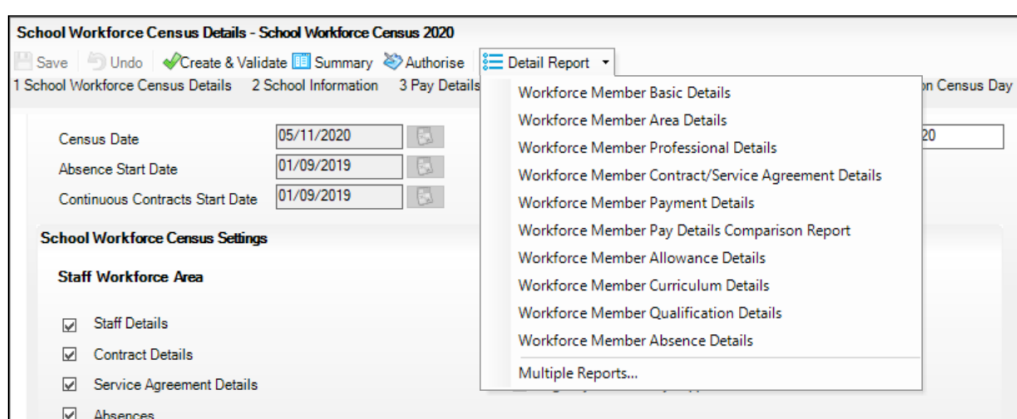 School Workforce Census Details - School Workforce Census 2020
Save Undo Create & Validate Summary Authorise Detail Report
1 School Workforce Census Details 2 School Information 3 Pay Details Census Day
Workforce Member Basic Details
Workforce Member Area Details
Workforce Member Professional Details
Workforce Member Contract/Service Agreement Details
Workforce Member Payment Details
Workforce Member Pay Details Comparison Report
Workforce Member Allowance Details
Workforce Member Curriculum Details
Workforce Member Qualification Details
Workforce Member Absence Details
Multiple Reports...
Census Date 05/11/2020 20
Absence Start Date 01/09/2019
Continuous Contracts Start Date 01/09/2019
School Workforce Census Settings
Staff Workforce Area
Staff Details
Contract Details
Service Agreement Details
Absences